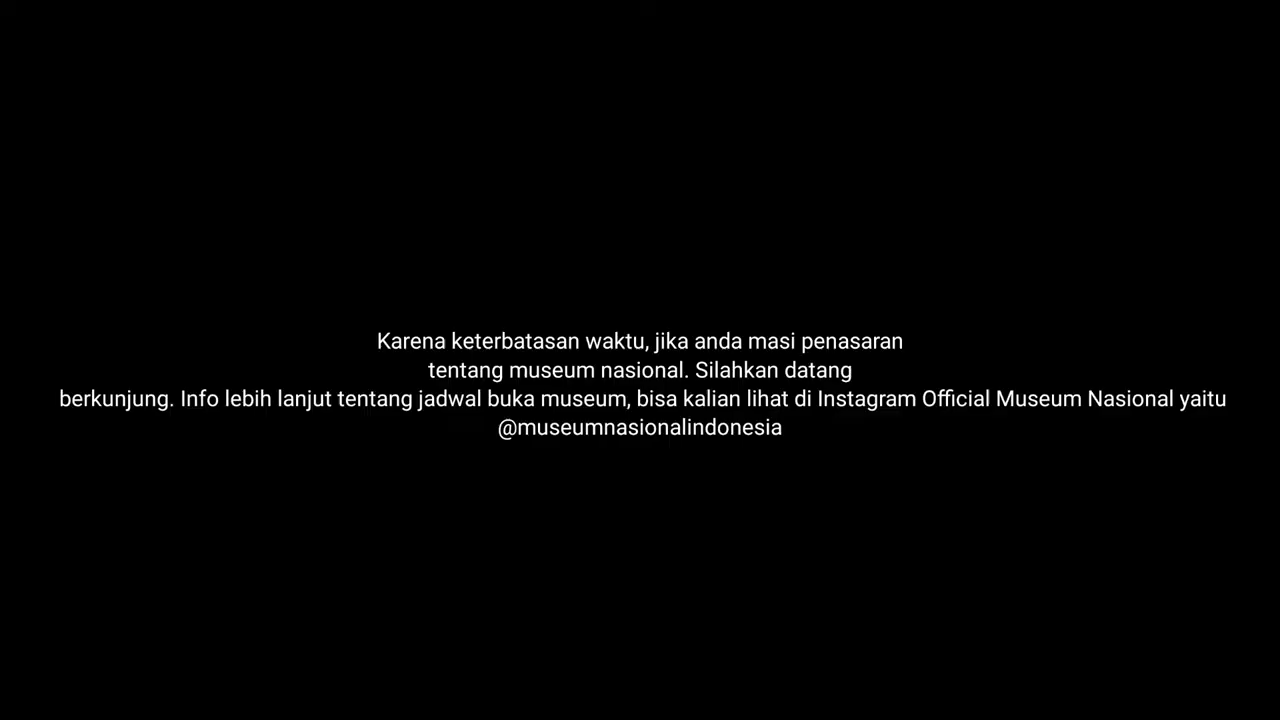 Karena keterbatasan waktu, jika anda masi penasaran
tentang museum nasional. Silahkan datang
berkunjung. Info lebih lanjut tentang jadwal buka museum, bisa kalian lihat di Instagram Official Museum Nasional yaitu
@museumnasionalindonesia